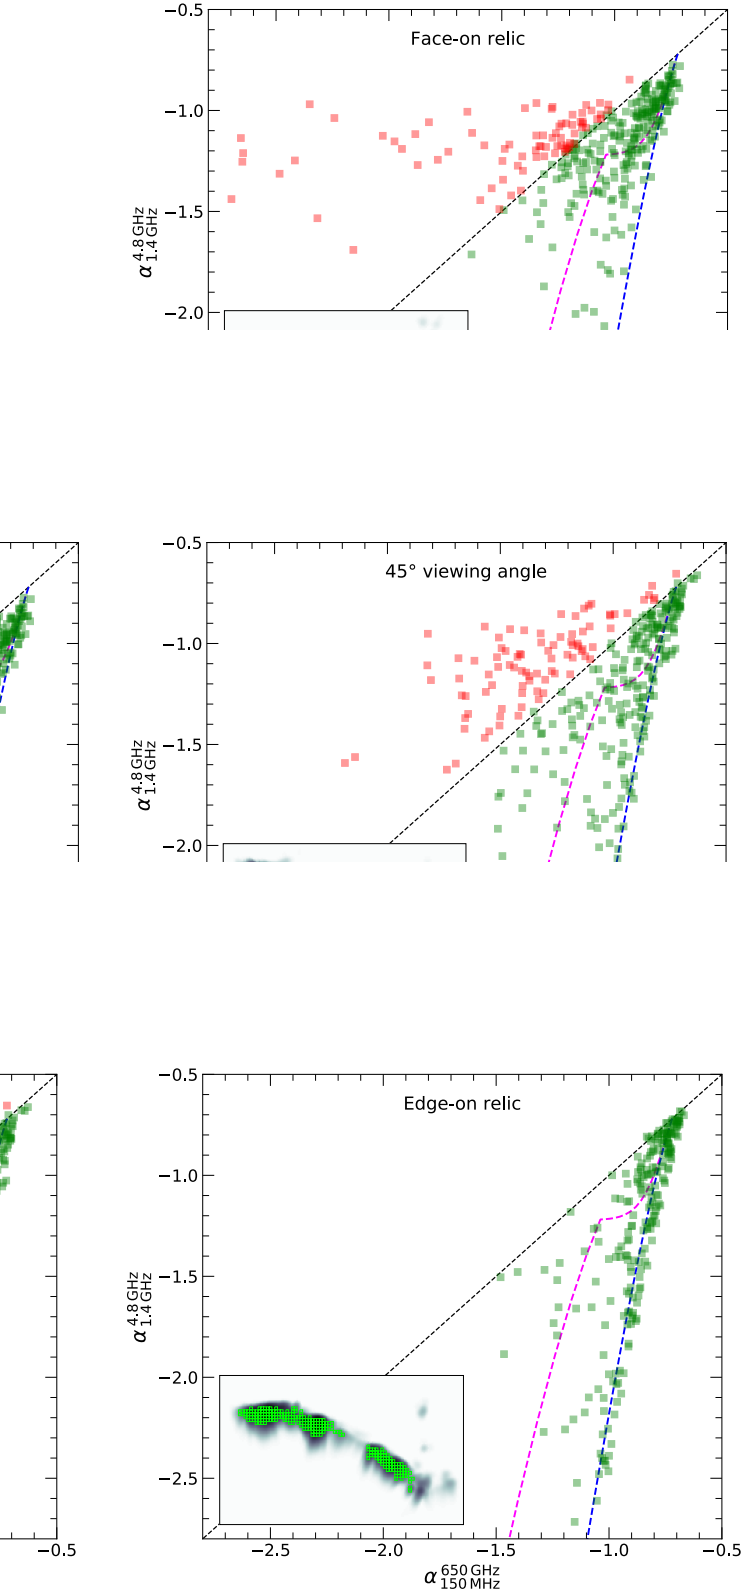 −0.5
Face-on relic
−1.0
−1.5
α 4.8 GHz 1.4 GHz
−2.0
−0.5
45° viewing angle
−1.0
−1.5
α 4.8 GHz 1.4 GHz
−2.0
−0.5
Edge-on relic
−1.0
−1.5
α 4.8 GHz 1.4 GHz
−2.0
−2.5
−0.5 −2.5 −2.0 −1.5 −1.0 −0.5
α 650 GHz 150 MHz